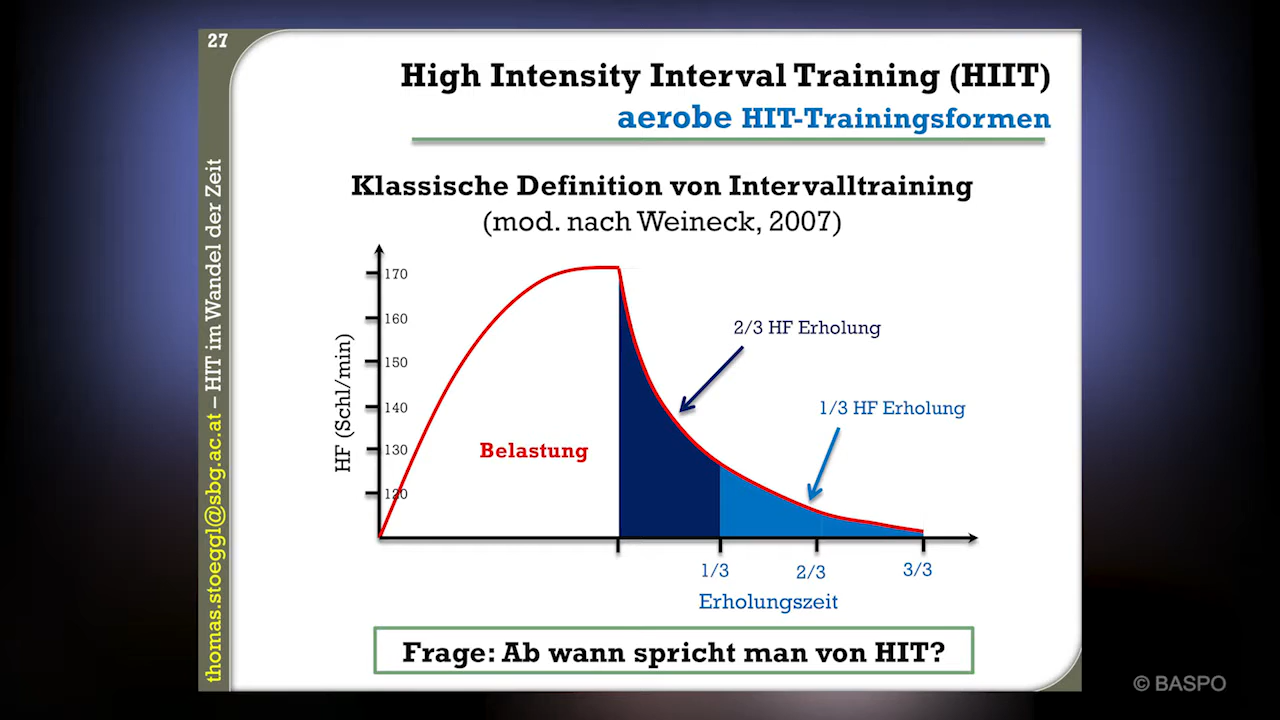 27
High Intensity Interval Training (HIIT)
aerobe HIT-Trainingsformen
thomas.stoeggl@sbg.ac.at – HIT im Wandel der Zeit
Klassische Definition von Intervalltraining
(mod. nach Weineck, 2007)
HF (Schl/min)
170
160
150
140
130
120
2/3 HF Erholung
1/3 HF Erholung
Belastung
1/3
2/3
3/3
Erholungszeit
Frage: Ab wann spricht man von HIT?
© BASPO